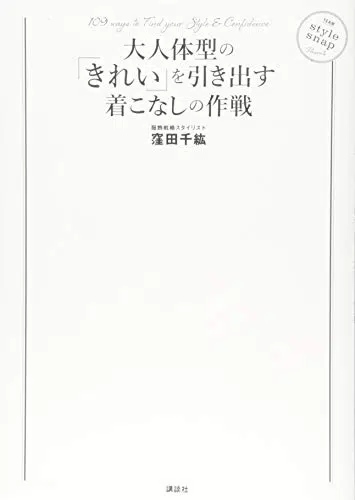 109 ways to Find your Style & Confidence
大人体型の
「きれい」を引き出す
着こなしの作戦
服飾戦略スタイリスト
窪田千紘
style
snap
講談社